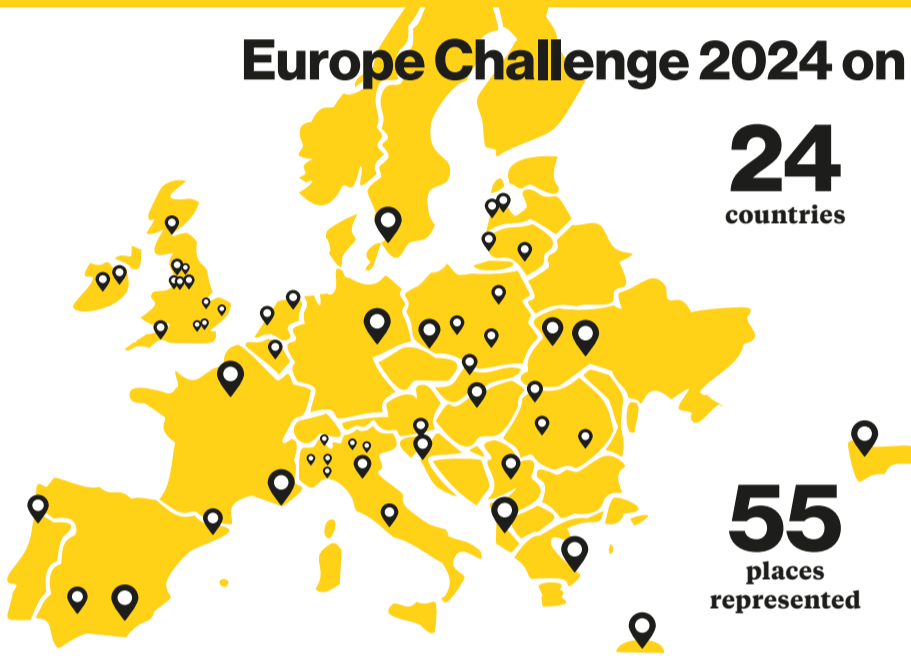 Europe Challenge 2024 on
24
countries
55
places
represented